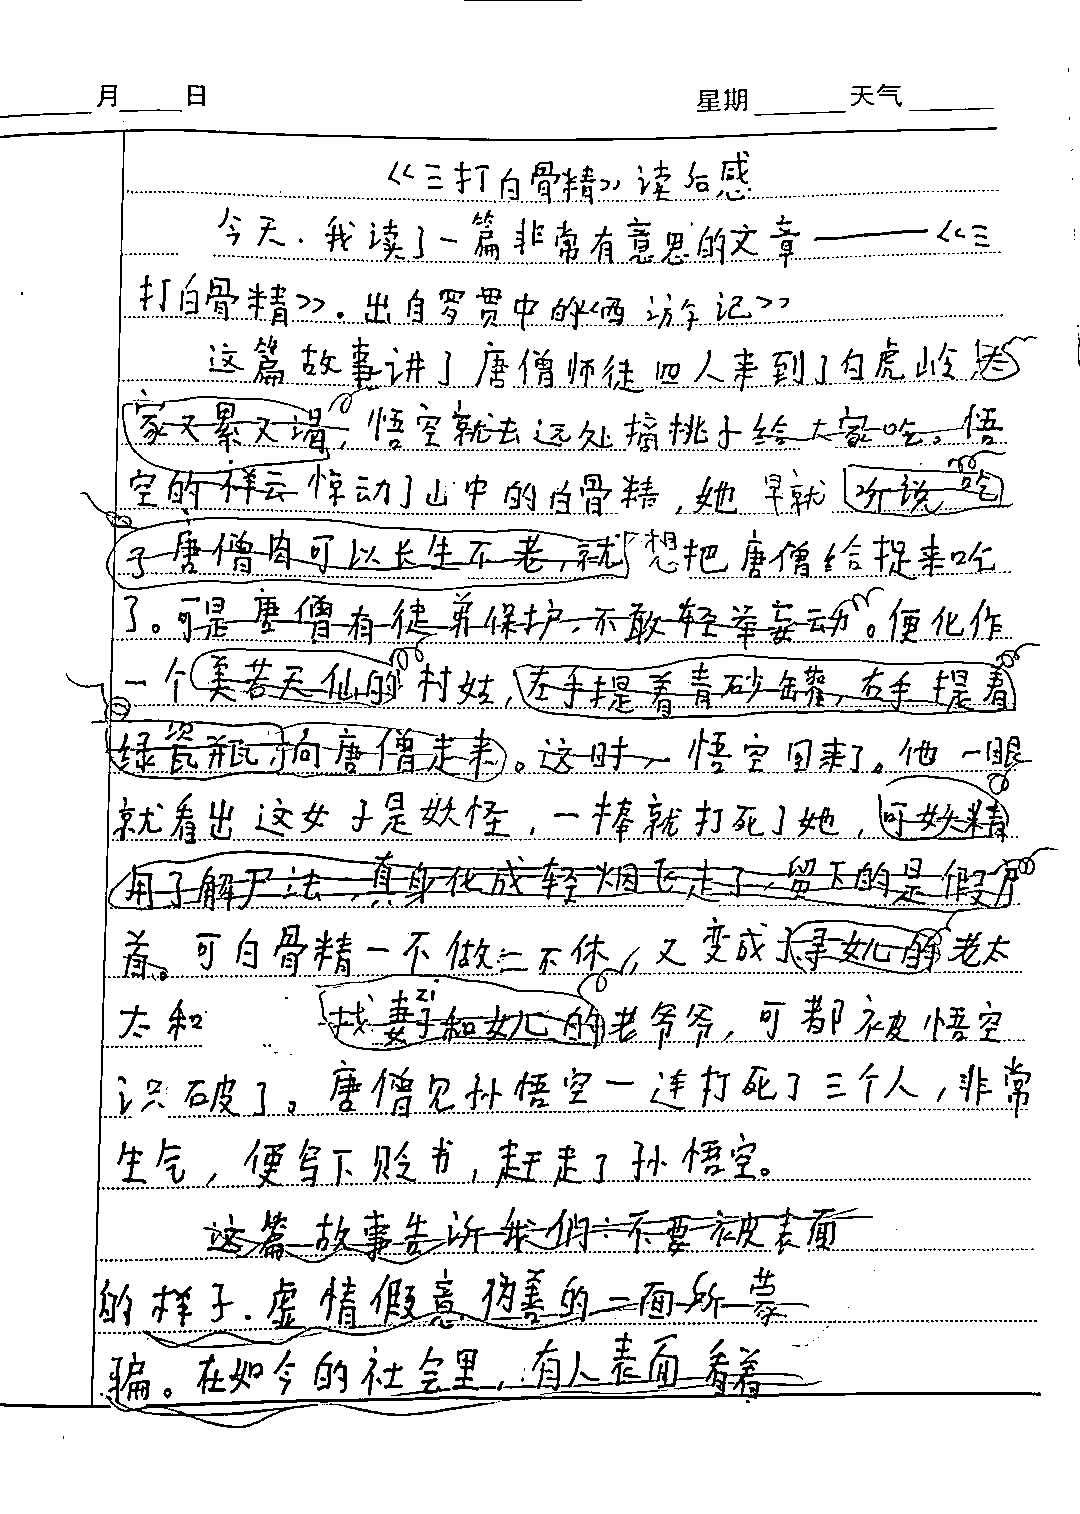 月 日 星期 天气
《三打白骨精》读后感
今天.我读了一篇非常有意思的文章——《三
打白骨精》.出自罗贯中的《西游记》
这篇故事讲了唐僧师徒四人来到了白虎岭大
家又累又渴,悟空就去远处摘桃子给大家吃。悟
空的祥云惊动了山中的白骨精,她早就听说,吃
了唐僧肉可以长生不老,就想把唐僧给捉来吃
了。可是唐僧有徒弟保护.不敢轻举妄动。便化作
一个美若天仙的村姑,左手提着青砂罐,右手提着
绿瓷瓶,向唐僧走来。这时,悟空回来了。他一眼
就看出这女子是妖怪,一棒就打死了她,可妖精
用了解尸法,真身化成轻烟飞走了,留下的是假尸
首。可白骨精一不做二不休,又变成了寻女儿的老太
太和 找妻子和女儿的老爷爷,可都被悟空
zi
识破了。唐僧见孙悟空一连打死了三个人,非常
生气,便写下贬书,赶走了孙悟空。
这篇故事告诉我们:不要被表面
的样子.虚情假意,伪善的一面所蒙
骗。在如今的社会里,有人表面看着